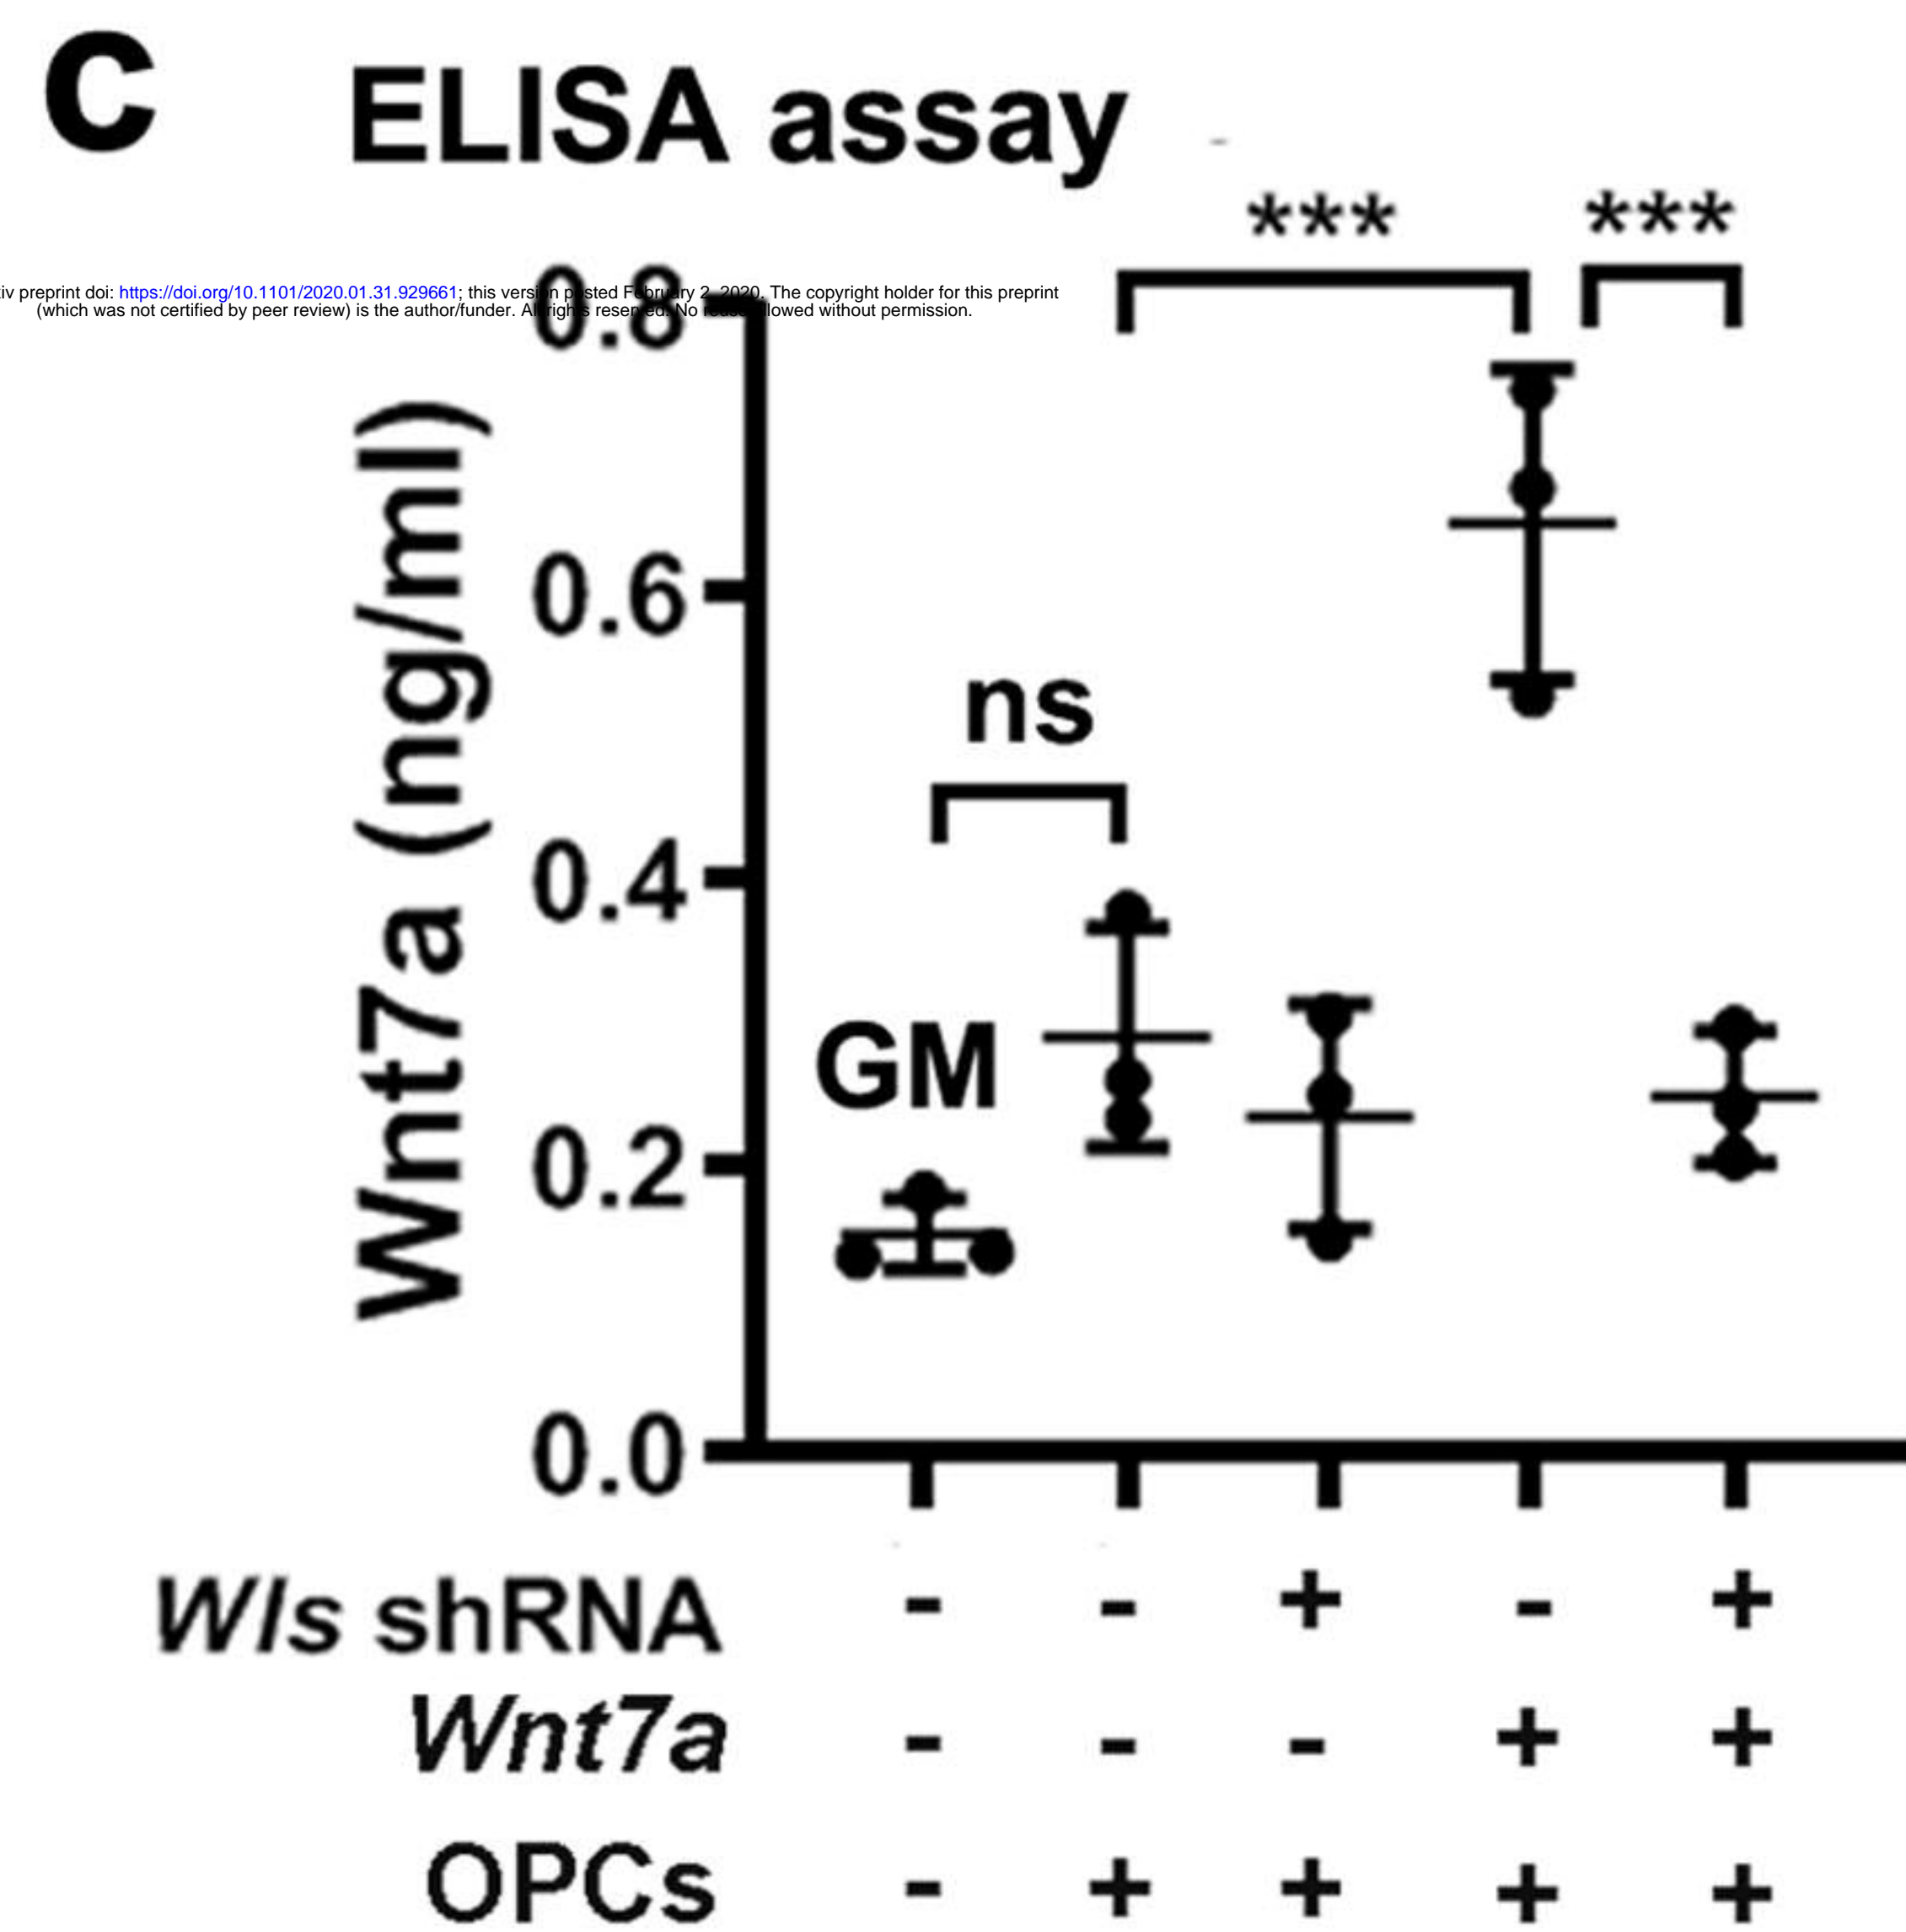 C ELISA assay
*** ***
iv preprint doi: https://doi.org/10.1101/2020.01.31.929661; this version posted February 2, 2020. The copyright holder for this preprint
(which was not certified by peer review) is the author/funder. All rights reserved. No reuse allowed without permission.
0.8
Wnt7a (ng/ml)
0.6
ns
0.4
GM
0.2
0.0
Wls shRNA - - + - +
Wnt7a - - - + +
OPCs - + + + +